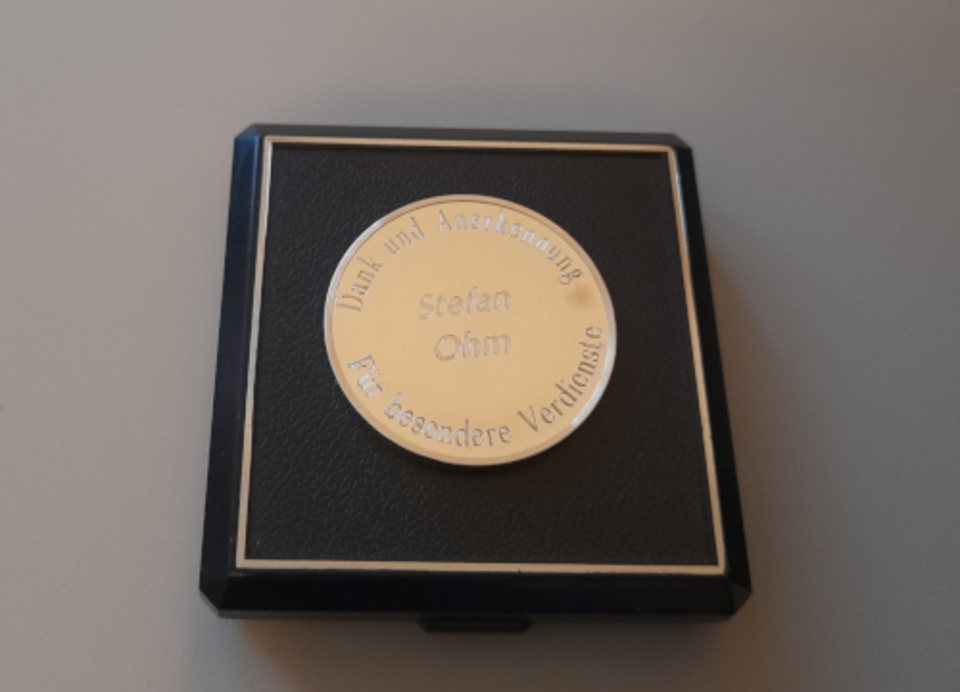 Dank und Anerkennung
Stefan
Ohm
Für besondere Verdienste